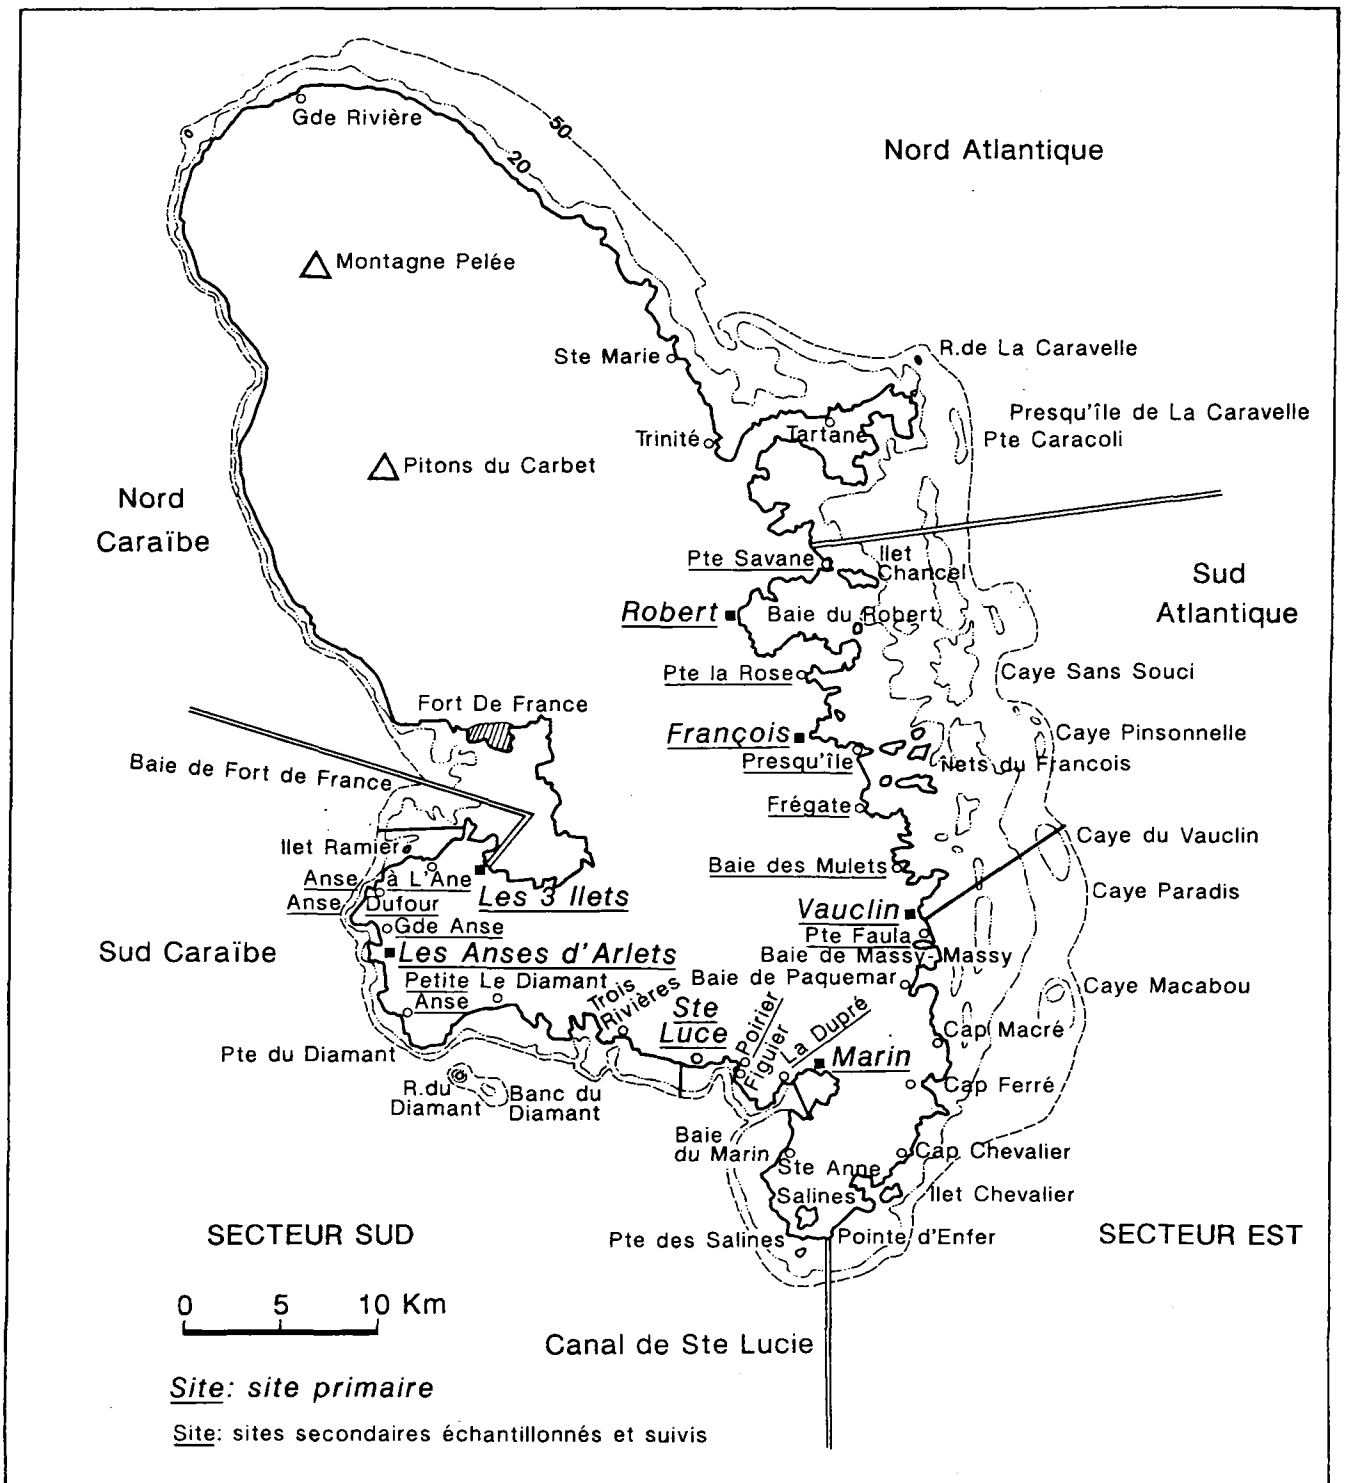 Gde Rivière
50
20
Nord Atlantique
Montagne Pelée
Ste Marie
R.de La Caravelle
Presqu'île de La Caravelle
Pte Caracoli
Trinité
Tartane
Pitons du Carbet
Nord
Caraïbe
Pte Savane
Ilet
Chancel
Sud
Atlantique
Robert
Baie du Robert
Pte la Rose
Caye Sans Souci
Fort De France
François
Caye Pinsonnelle
Presqu'île
Ilets du Francois
Baie de Fort de France
Frégate
Caye du Vauclin
Ilet Ramier
Baie des Mulets
Anse à L'Ane
Caye Paradis
Anse Dufour
Les 3 Ilets
Vauclin
Gde Anse
Pte Faula
Sud Caraïbe
Les Anses d'Arlets
Baie de Massy-Massy
Petite
Anse
Le Diamant
Trois
Rivières
Baie de Paquemar
Caye Macabou
Ste
Luce
Poirier
Figuier
La Dupré
Marin
Cap Macré
Pte du Diamant
Cap Ferré
R.du
Diamant
Banc du
Diamant
Baie
du Marin
Ste Anne
Cap Chevalier
Salines
Ilet Chevalier
SECTEUR SUD
Pte des Salines
Pointe d'Enfer
SECTEUR EST
0 5 10 Km
Canal de Ste Lucie
Site: site primaire
Site: sites secondaires échantillonnés et suivis